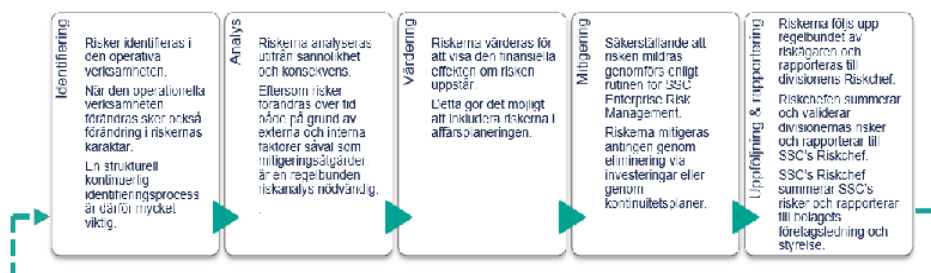 Identifiering
Risker identifieras i
den operativa
verksamheten.
När den operationella
verksamheten
förändras sker också
förändring i riskernas
karaktär.
En strukturell
kontinuerlig
identifieringsprocess
är därför mycket
viktig.
Analys
Riskerna analyseras
utifrån sannolikhet
och konsekvens.
Eftersom risker
förändras över tid
både på grund av
externa och interna
faktorer såväl som
mitigeringsåtgärder,
är en regelbunden
riskanalys nödvändig.
.
Värdering
Riskerna värderas för
att visa den finansiella
effekten om risken
uppstår.
Detta gör det möjligt
att inkludera riskerna i
affärsplaneringen.
Mitigering
Säkerställande att
risken mildras
genomförs enligt
rutinen för SSC
Enterprise Risk
Management.
Riskerna mitigeras
antingen genom
eliminering via
investeringar eller
genom
kontinuitetsplaner.
Uppföljning & rapportering
Riskerna följs upp
regelbundet av
riskägaren och
rapporteras till
divisionens Riskchef.
Riskchefen summerar
och validerar
divisionernas risker
och rapporterar till
SSC's Riskchef.
SSC's Riskchef
summerar SSC's
risker och rapporterar
till bolagets
företagsledning och
styrelse.